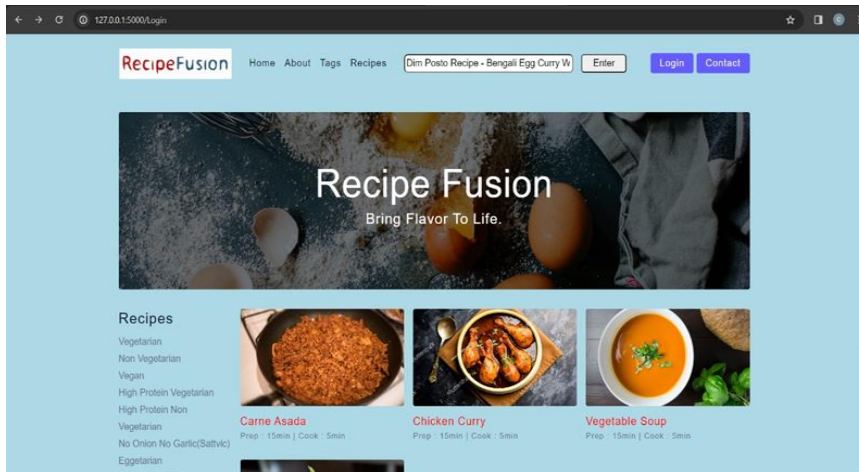 127.0.0.1:5000/Login
RecipeFusion
Home About Tags Recipes
Dim Posto Recipe - Bengali Egg Curry W
Enter
Login
Contact
Recipe Fusion
Bring Flavor To Life.
Recipes
Vegetarian
Non Vegetarian
Vegan
High Protein Vegetarian
High Protein Non
Vegetarian
No Onion No Garlic(Sattvic)
Eggetarian
Carne Asada
Prep : 15min | Cook : 5min
Chicken Curry
Prep : 15min | Cook : 5min
Vegetable Soup
Prep : 15min | Cook : 5min